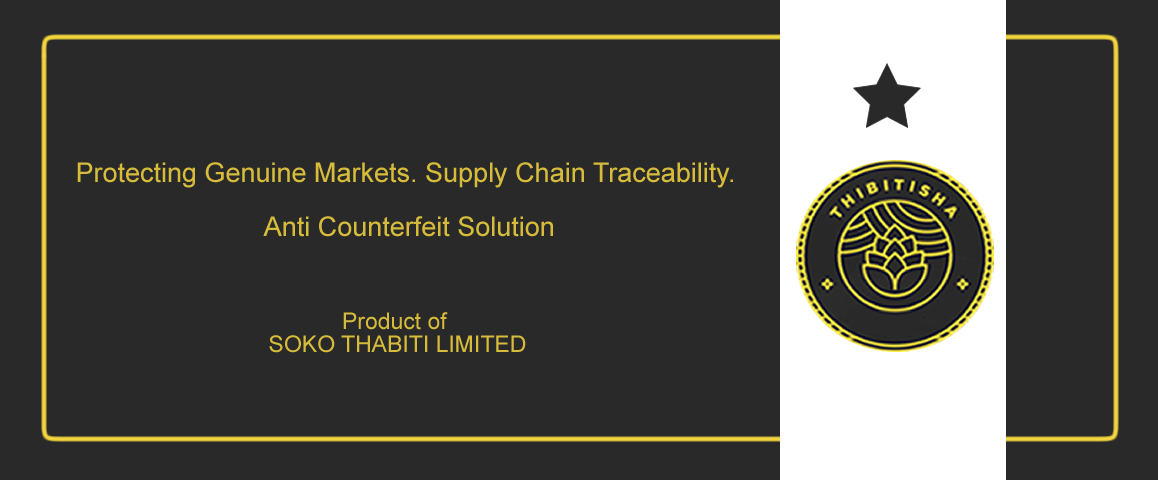 Protecting Genuine Markets. Supply Chain Traceability.
Anti Counterfeit Solution
Product of
SOKO THABITI LIMITED
THIBITISHA